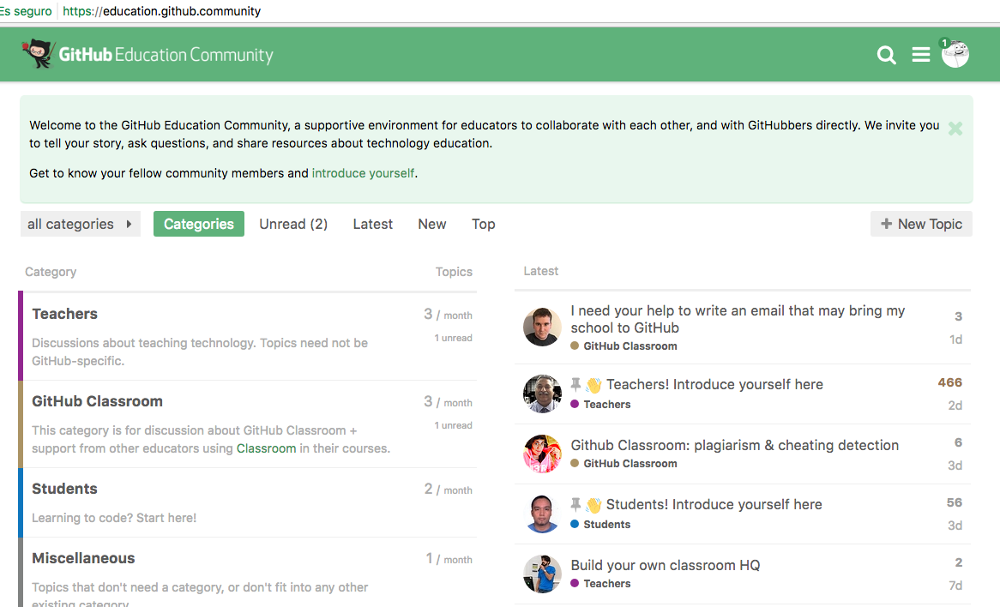 Es seguro https://education.github.community
GitHub Education Community
1
Welcome to the GitHub Education Community, a supportive environment for educators to collaborate with each other, and with GitHubbers directly. We invite you
to tell your story, ask questions, and share resources about technology education.
Get to know your fellow community members and introduce yourself.
all categories
Categories
Unread (2)
Latest
New
Top
+ New Topic
Category
Topics
Teachers
3 / month
1 unread
Discussions about teaching technology. Topics need not be
GitHub-specific.
GitHub Classroom
3 / month
1 unread
This category is for discussion about GitHub Classroom +
support from other educators using Classroom in their courses.
Students
2 / month
Learning to code? Start here!
Miscellaneous
1 / month
Topics that don't need a category, or don't fit into any other
existing category.
Latest
I need your help to write an email that may bring my
school to GitHub
GitHub Classroom
3
1d
Teachers! Introduce yourself here
Teachers
466
2d
Github Classroom: plagiarism & cheating detection
GitHub Classroom
6
3d
Students! Introduce yourself here
Students
56
3d
Build your own classroom HQ
Teachers
2
7d